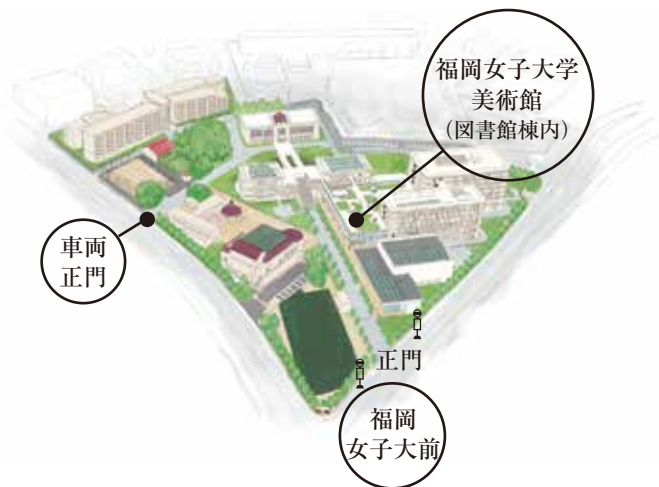 福岡女子大学
美術館
（図書館棟内）
車両
正門
正門
福岡
女子大前